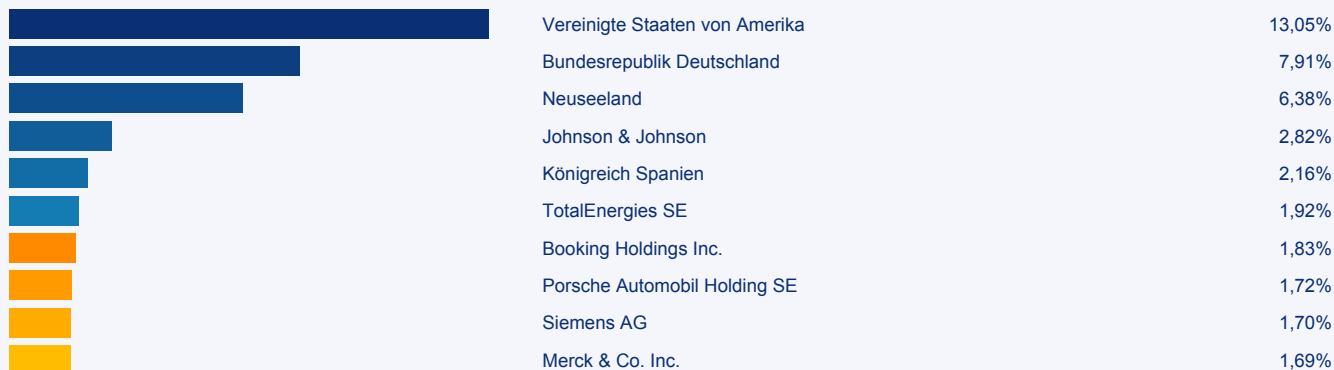 Vereinigte Staaten von Amerika 13,05%
Bundesrepublik Deutschland 7,91%
Neuseeland 6,38%
Johnson & Johnson 2,82%
Königreich Spanien 2,16%
TotalEnergies SE 1,92%
Booking Holdings Inc. 1,83%
Porsche Automobil Holding SE 1,72%
Siemens AG 1,70%
Merck & Co. Inc. 1,69%